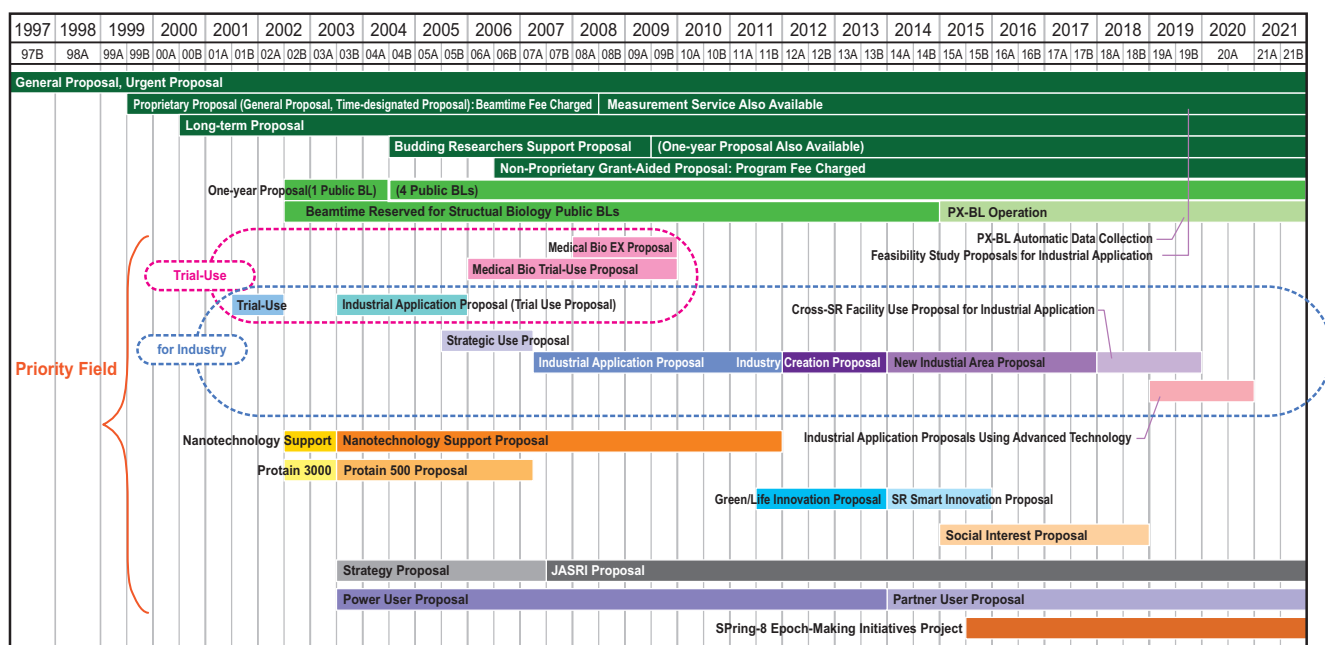 1997 1998 1999 2000 2001 2002 2003 2004 2005 2006 2007 2008 2009 2010 2011 2012 2013 2014 2015 2016 2017 2018 2019 2020 2021
97B 98A 99A 99B 00A 00B 01A 01B 02A 02B 03A 03B 04A 04B 05A 05B 06A 06B 07A 07B 08A 08B 09A 09B 10A 10B 11A 11B 12A 12B 13A 13B 14A 14B 15A 15B 16A 16B 17A 17B 18A 18B 19A 19B 20A 21A 21B
General Proposal, Urgent Proposal
Proprietary Proposal (General Proposal, Time-designated Proposal): Beamtime Fee Charged Measurement Service Also Available
Long-term Proposal
Budding Researchers Support Proposal (One-year Proposal Also Available)
Non-Proprietary Grant-Aided Proposal: Program Fee Charged
One-year Proposal(1 Public BL) (4 Public BLs)
Beamtime Reserved for Structual Biology Public BLs PX-BL Operation
PX-BL Automatic Data Collection
Medical Bio EX Proposal
Feasibility Study Proposals for Industrial Application
Medical Bio Trial-Use Proposal
Trial-Use
Trial-Use Industrial Application Proposal (Trial Use Proposal)
Cross-SR Facility Use Proposal for Industrial Application
Strategic Use Proposal
for Industry
Industrial Application Proposal Industry Creation Proposal New Industial Area Proposal
Priority Field
Industrial Application Proposals Using Advanced Technology
Nanotechnology Support Nanotechnology Support Proposal
Protain 3000 Protain 500 Proposal
Green/Life Innovation Proposal SR Smart Innovation Proposal
Social Interest Proposal
Strategy Proposal JASRI Proposal
Power User Proposal Partner User Proposal
SPring-8 Epoch-Making Initiatives Project